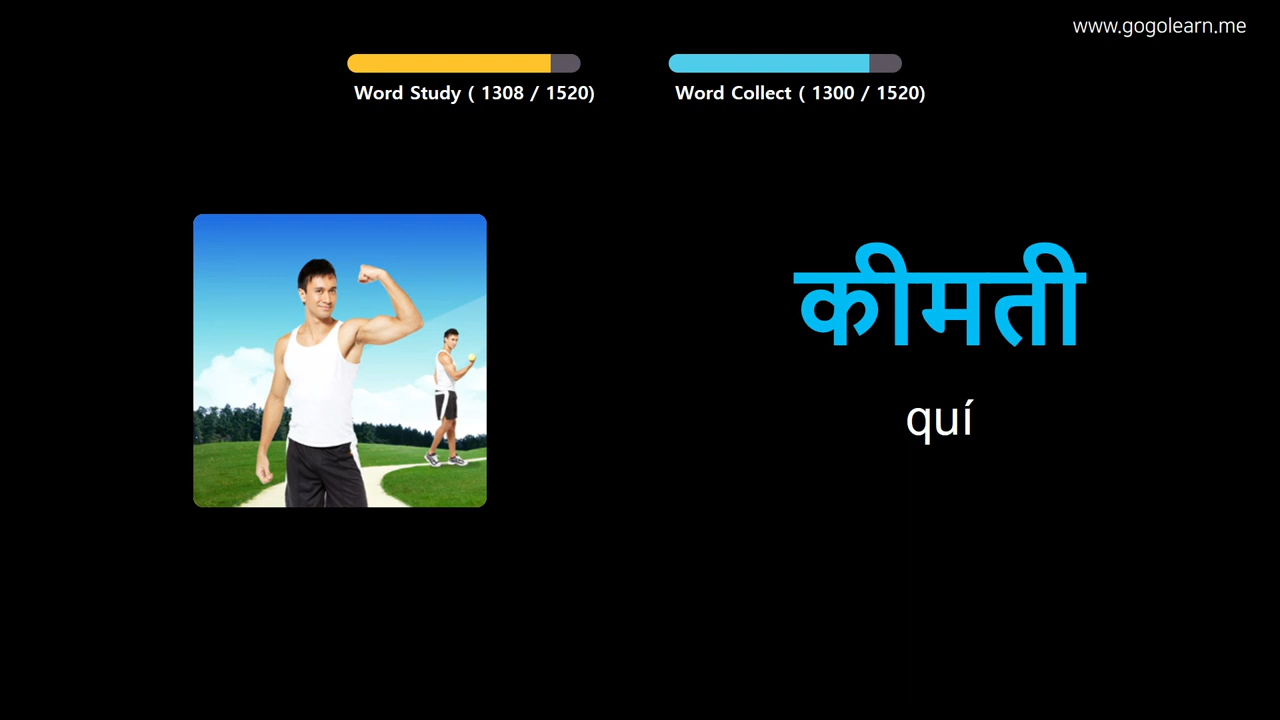 www.gogolearn.me
Word Study ( 1308 / 1520)
Word Collect ( 1300 / 1520)
कीमती
quí